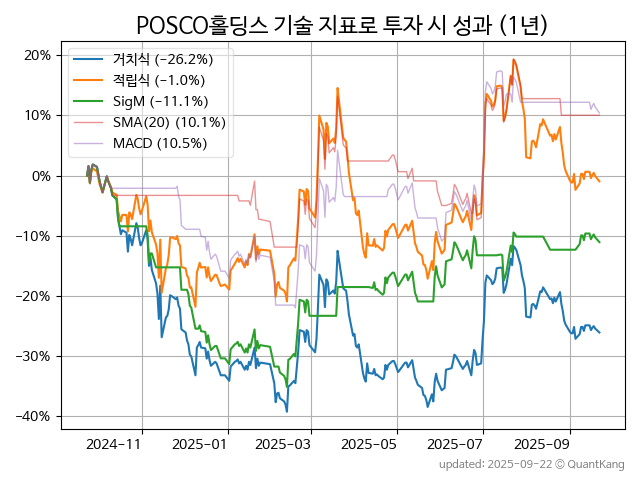 POSCO홀딩스 기술 지표로 투자 시 성과 (1년)
20%
10%
0%
−10%
−20%
−30%
−40%
거치식 (−26.2%)
적립식 (−1.0%)
SigM (−11.1%)
SMA(20) (10.1%)
MACD (10.5%)
2024-11
2025-01
2025-03
2025-05
2025-07
2025-09
updated: 2025-09-22 © QuantKang